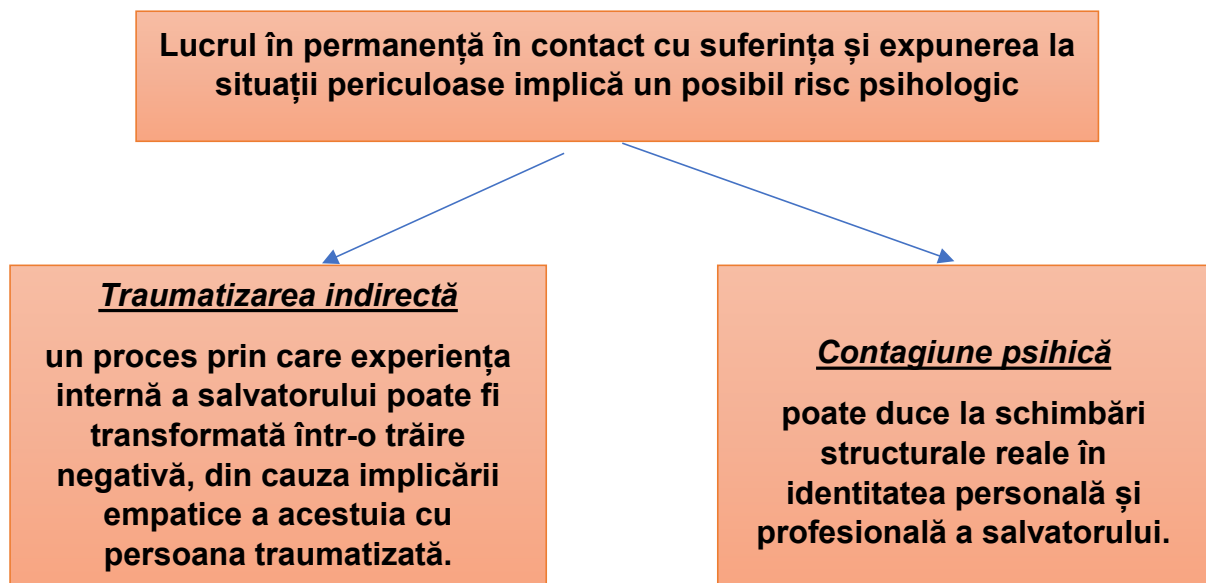 Lucrul în permanență în contact cu suferința și expunerea la
situații periculoase implică un posibil risc psihologic
Traumatizarea indirectă
un proces prin care experiența
internă a salvatorului poate fi
transformată într-o trăire
negativă, din cauza implicării
empatice a acestuia cu
persoana traumatizată.
Contagiune psihică
poate duce la schimbări
structurale reale în
identitatea personală și
profesională a salvatorului.